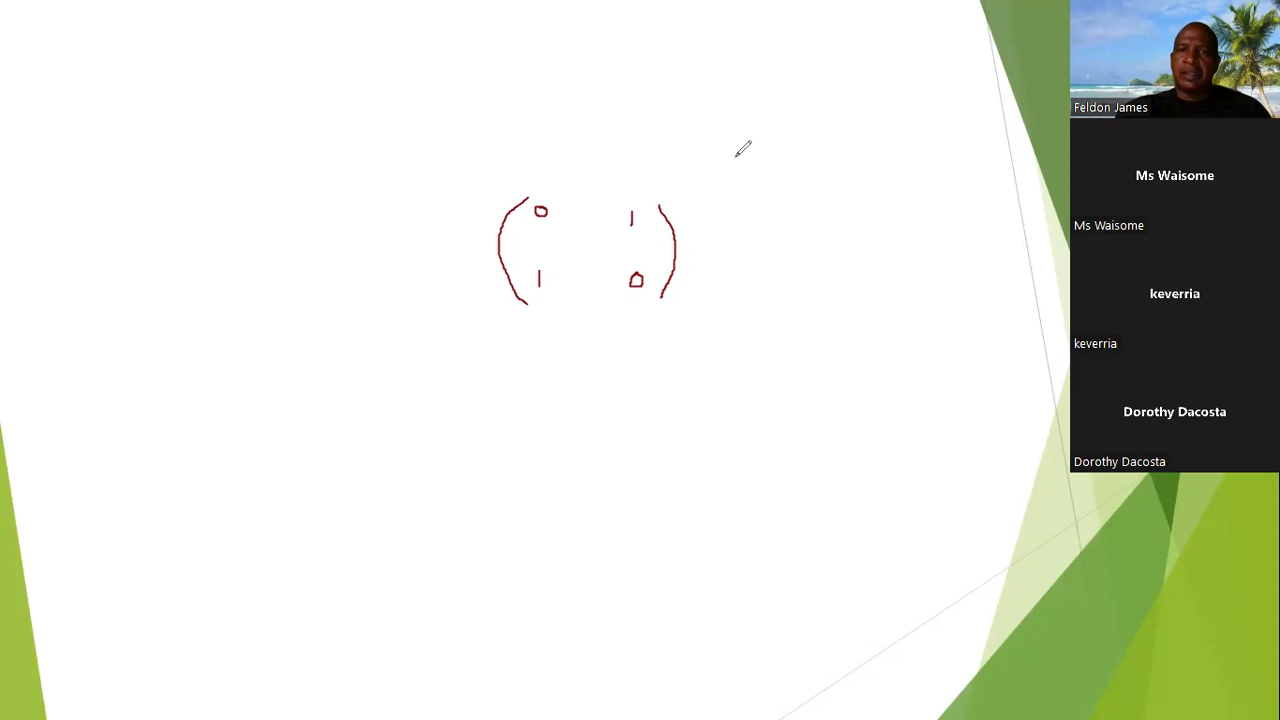 Feldon James
Ms Waisome
Ms Waisome
keverria
keverria
Dorothy Dacosta
Dorothy Dacosta
( 0 1 )
1 0